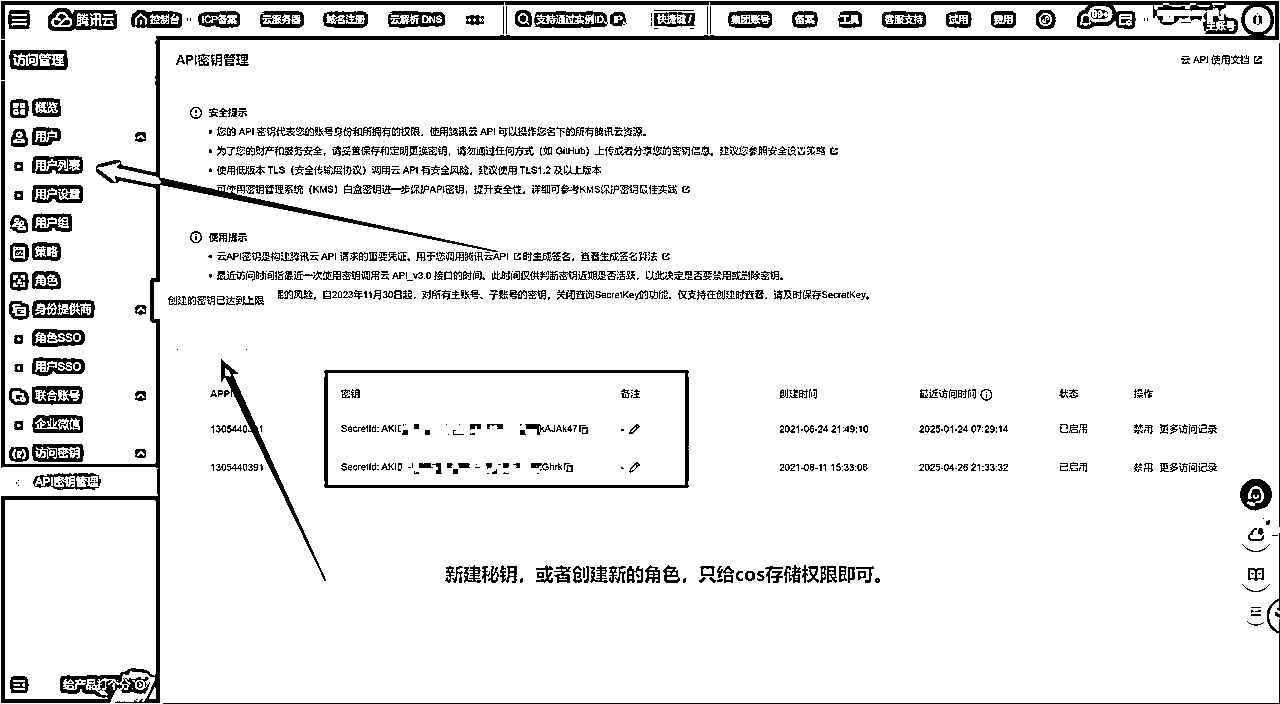 腾讯云 控制台 ICP备案 云服务器 域名注册 云解析 DNS 支持通过实例ID、IP、 快捷键 / 集团账号 备案 工具 客服支持 试用 费用 99+ 主账号
访问管理
API密钥管理
云 API 使用文档
概览
用户
用户列表
用户设置
用户组
策略
角色
身份提供商
角色SSO
用户SSO
联合账号
企业微信
访问密钥
API密钥管理
给产品打个分
安全提示
• 您的 API 密钥代表您的账号身份和所拥有的权限，使用腾讯云 API 可以操作您名下的所有腾讯云资源。
• 为了您的财产和服务安全，请妥善保存和定期更换密钥，请勿通过任何方式（如 GitHub）上传或者分享您的密钥信息。建议您参照安全设置策略
• 使用低版本 TLS（安全传输层协议）调用云 API 有安全风险，建议使用 TLS1.2 及以上版本
可使用密钥管理系统（KMS）白盒密钥进一步保护API密钥，提升安全性。详细可参考KMS保护密钥最佳实践
使用提示
• 云API密钥是构建腾讯云 API 请求的重要凭证。用于您调用腾讯云API 时生成签名，查看生成签名算法
• 最近访问时间指最近一次使用密钥调用云 API_v3.0 接口的时间。此时间仅供判断密钥近期是否活跃，以此决定是否要禁用或删除密钥。
的风险，自2023年11月30日起，对所有主账号、子账号的密钥，关闭查询SecretKey的功能，仅支持在创建时查看，请及时保存SecretKey。
创建的密钥已达到上限
APPI 密钥 备注 创建时间 最近访问时间 状态 操作
1305440391 SecretId: AKID kAJAk47 - 2021-06-24 21:49:10 2025-01-24 07:29:14 已启用 禁用 更多访问记录
1305440391 SecretId: AKID Ghrk - 2021-08-11 15:33:06 2025-04-26 21:33:32 已启用 禁用 更多访问记录
新建秘钥，或者创建新的角色，只给cos存储权限即可。